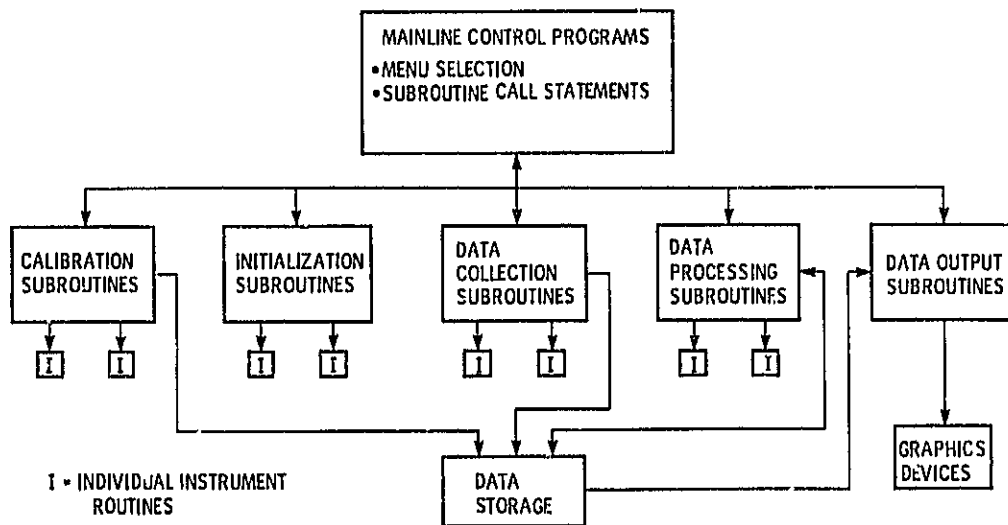 MAINLINE CONTROL PROGRAMS
•MENU SELECTION
•SUBROUTINE CALL STATEMENTS
CALIBRATION
SUBROUTINES
INITIALIZATION
SUBROUTINES
DATA
COLLECTION
SUBROUTINES
DATA
PROCESSING
SUBROUTINES
DATA OUTPUT
SUBROUTINES
I
I
I
I
I
I
I
I
I = INDIVIDUAL INSTRUMENT
ROUTINES
DATA
STORAGE
GRAPHICS
DEVICES